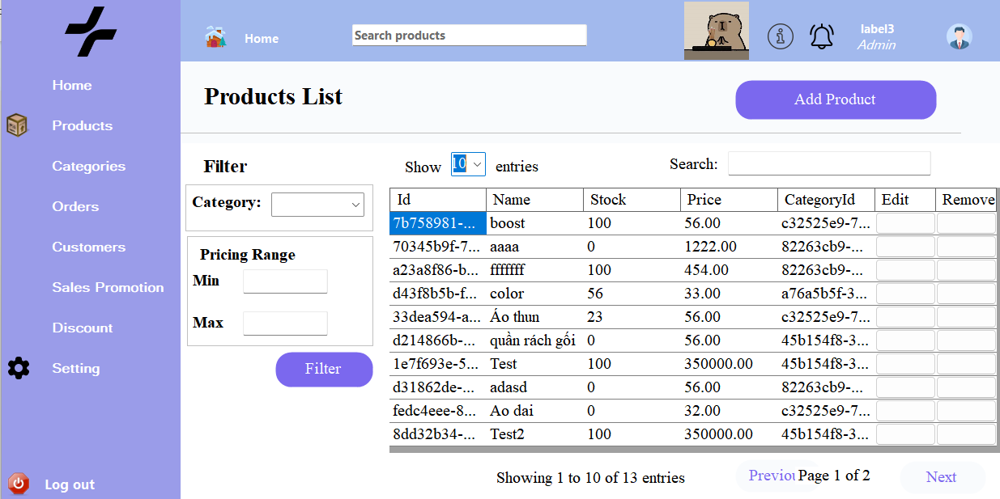 Home
Search products
label3
Admin
Home
Products
Categories
Orders
Customers
Sales Promotion
Discount
Setting
Log out
Products List
Add Product
Filter
Category:
Pricing Range
Min
Max
Filter
Show 10 entries
Search:
Id Name Stock Price CategoryId Edit Remove
7b758981-... boost 100 56.00 c32525e9-7...
70345b9f-7... aaaa 0 1222.00 82263cb9-...
a23a8f86-b... fffffff 100 454.00 82263cb9-...
d43f8b5b-f... color 56 33.00 a76a5b5f-3...
33dea594-a... Áo thun 23 56.00 c32525e9-7...
d214866b-... quần rách gối 0 56.00 45b154f8-3...
1e7f693e-5... Test 100 350000.00 45b154f8-3...
d31862de-... adasd 0 56.00 82263cb9-...
fedc4eee-8... Ao dai 0 32.00 c32525e9-7...
8dd32b34-... Test2 100 350000.00 45b154f8-3...
Showing 1 to 10 of 13 entries
Page 1 of 2
Next